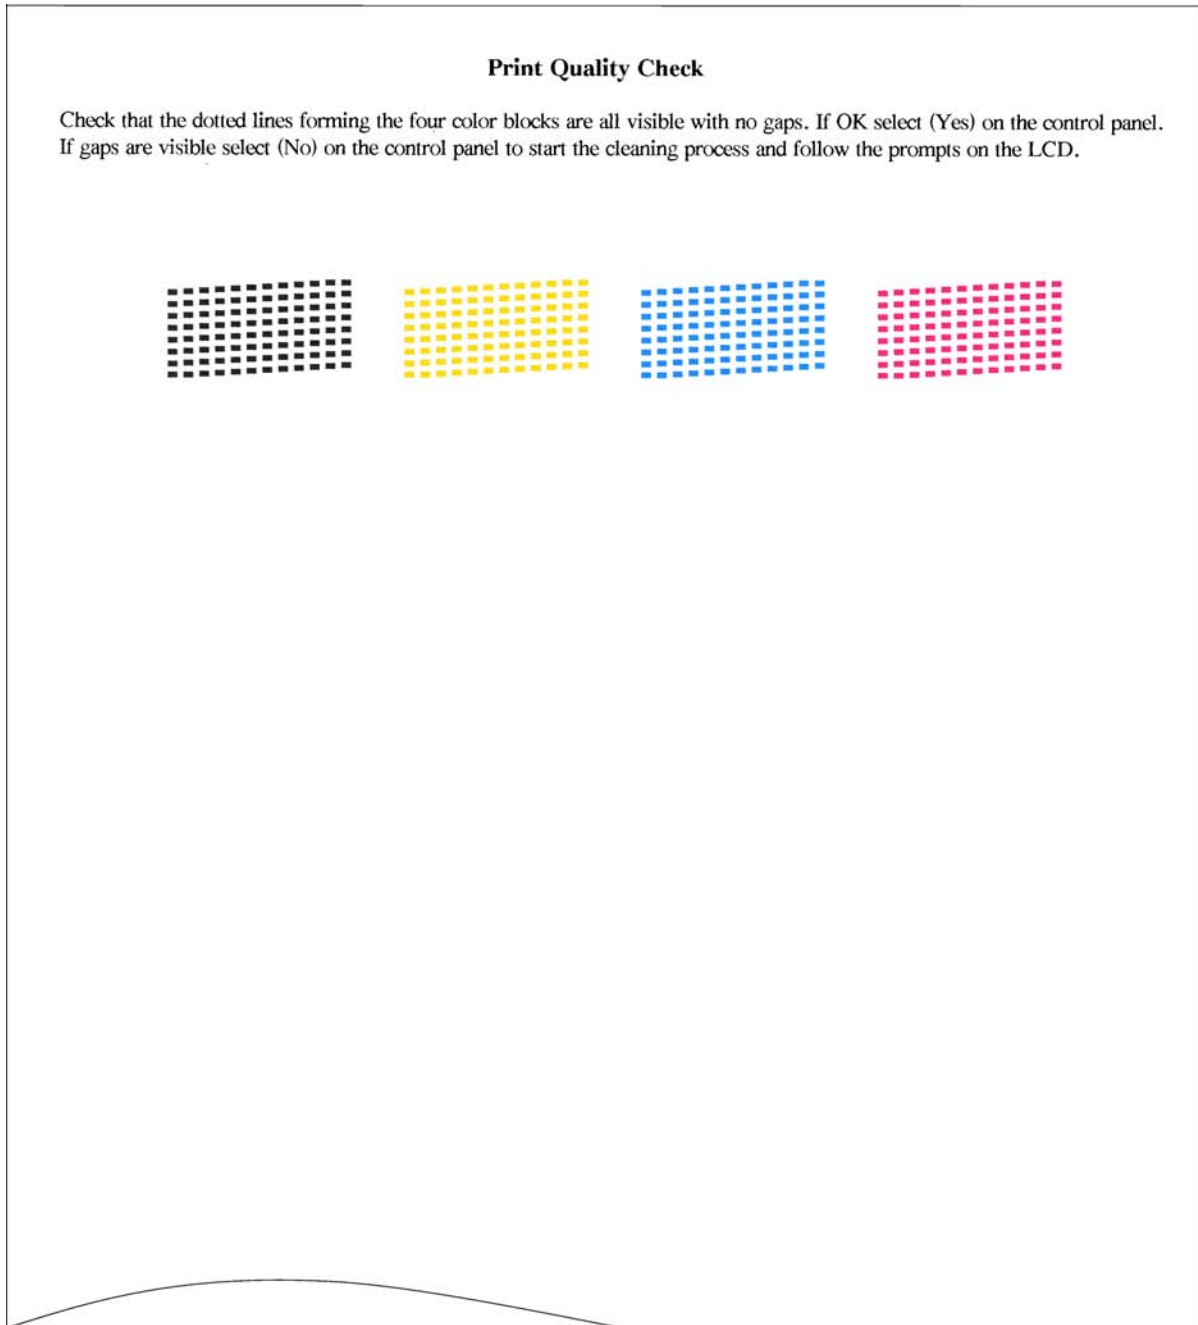 Print Quality Check
Check that the dotted lines forming the four color blocks are all visible with no gaps. If OK select (Yes) on the control panel.
If gaps are visible select (No) on the control panel to start the cleaning process and follow the prompts on the LCD.